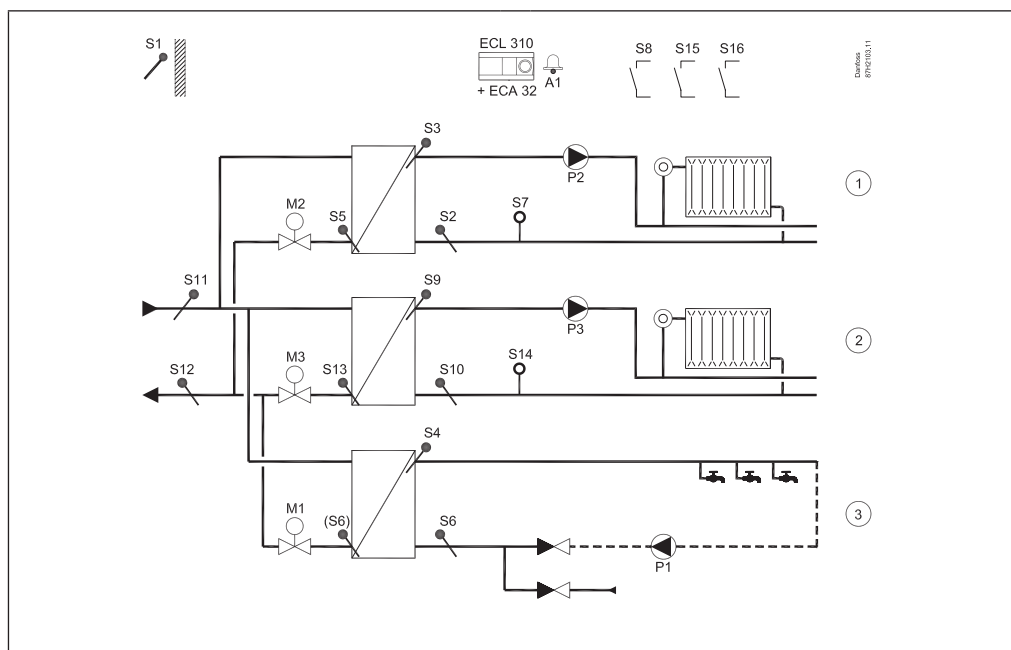 S1
ECL 310
A1
+ ECA 32
S8 S15 S16
Danfoss
87H2103.11
S3
P2
1
M2
S5
S2
S7
S11
S9
P3
2
S12
M3
S13
S10
S14
S4
M1
(S6)
S6
P1
3